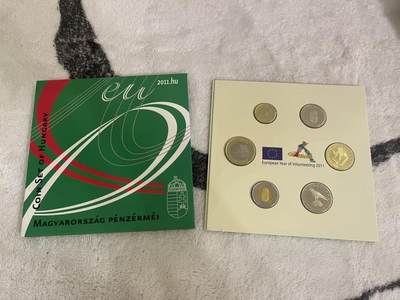 eu
2011.hu
Coin Set of Hungary
Magyarország pénzérméi
European Year of Volunteering 2011